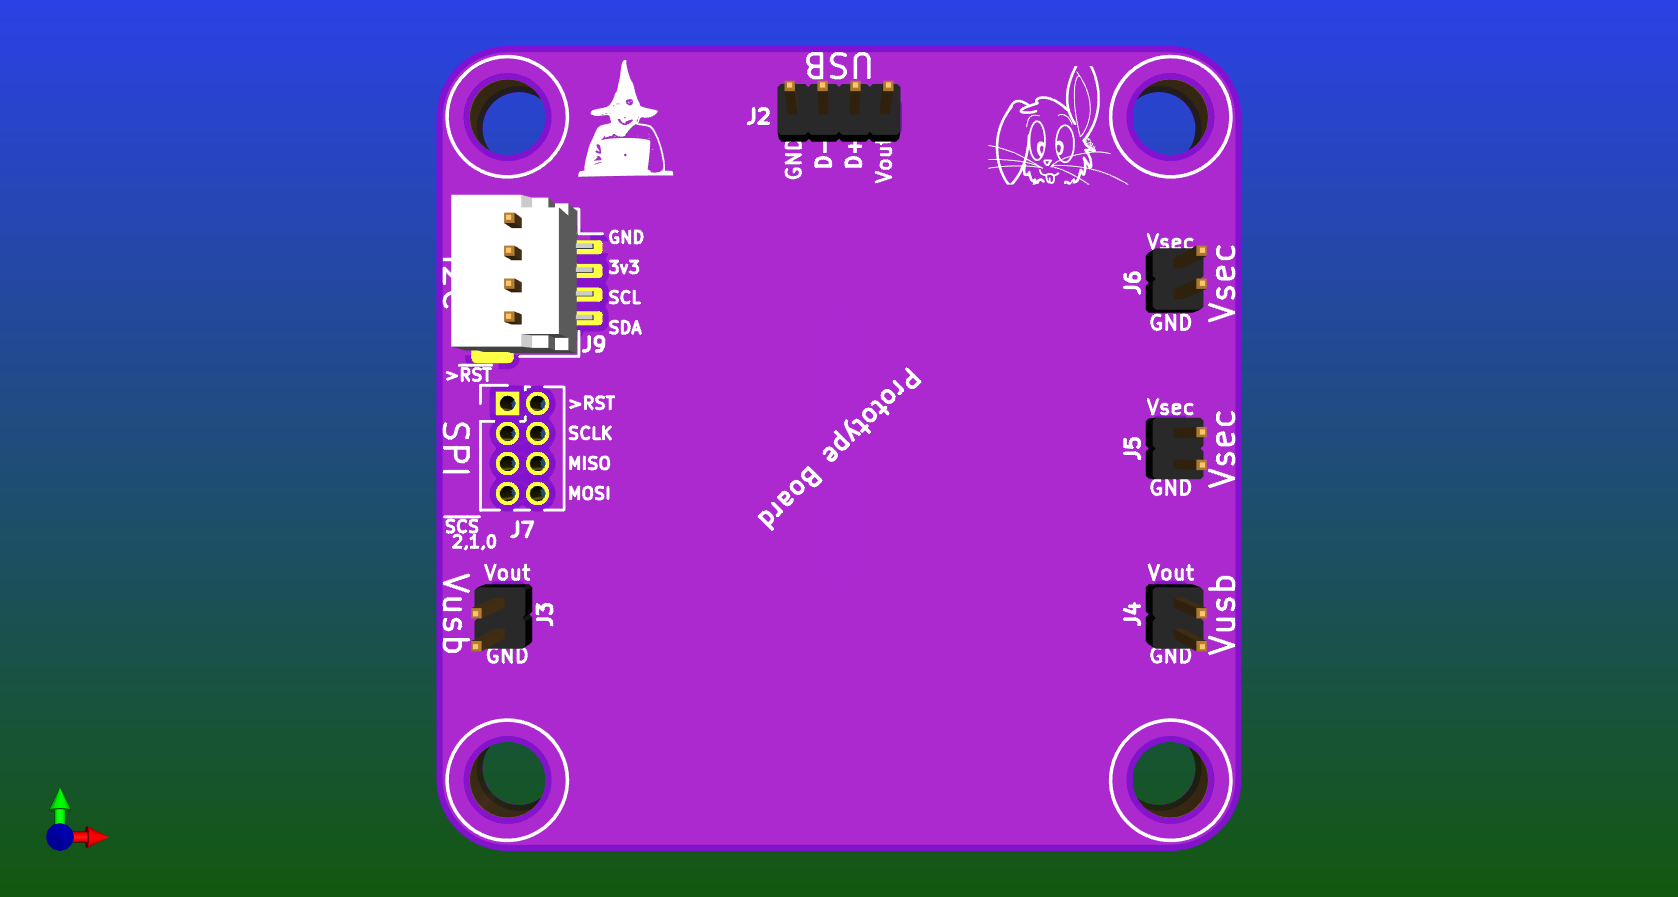 USB
J2
GND
D-
D+
Vout
GND
3v3
SCL
SDA
J9
>RST
>RST
SCLK
MISO
MOSI
SPI
SCS
2,1,0
J7
Vout
Vusb
J3
GND
Prototype Board
Vsec
J6
Vsec
GND
Vsec
J5
Vsec
GND
Vout
J4
Vusb
GND